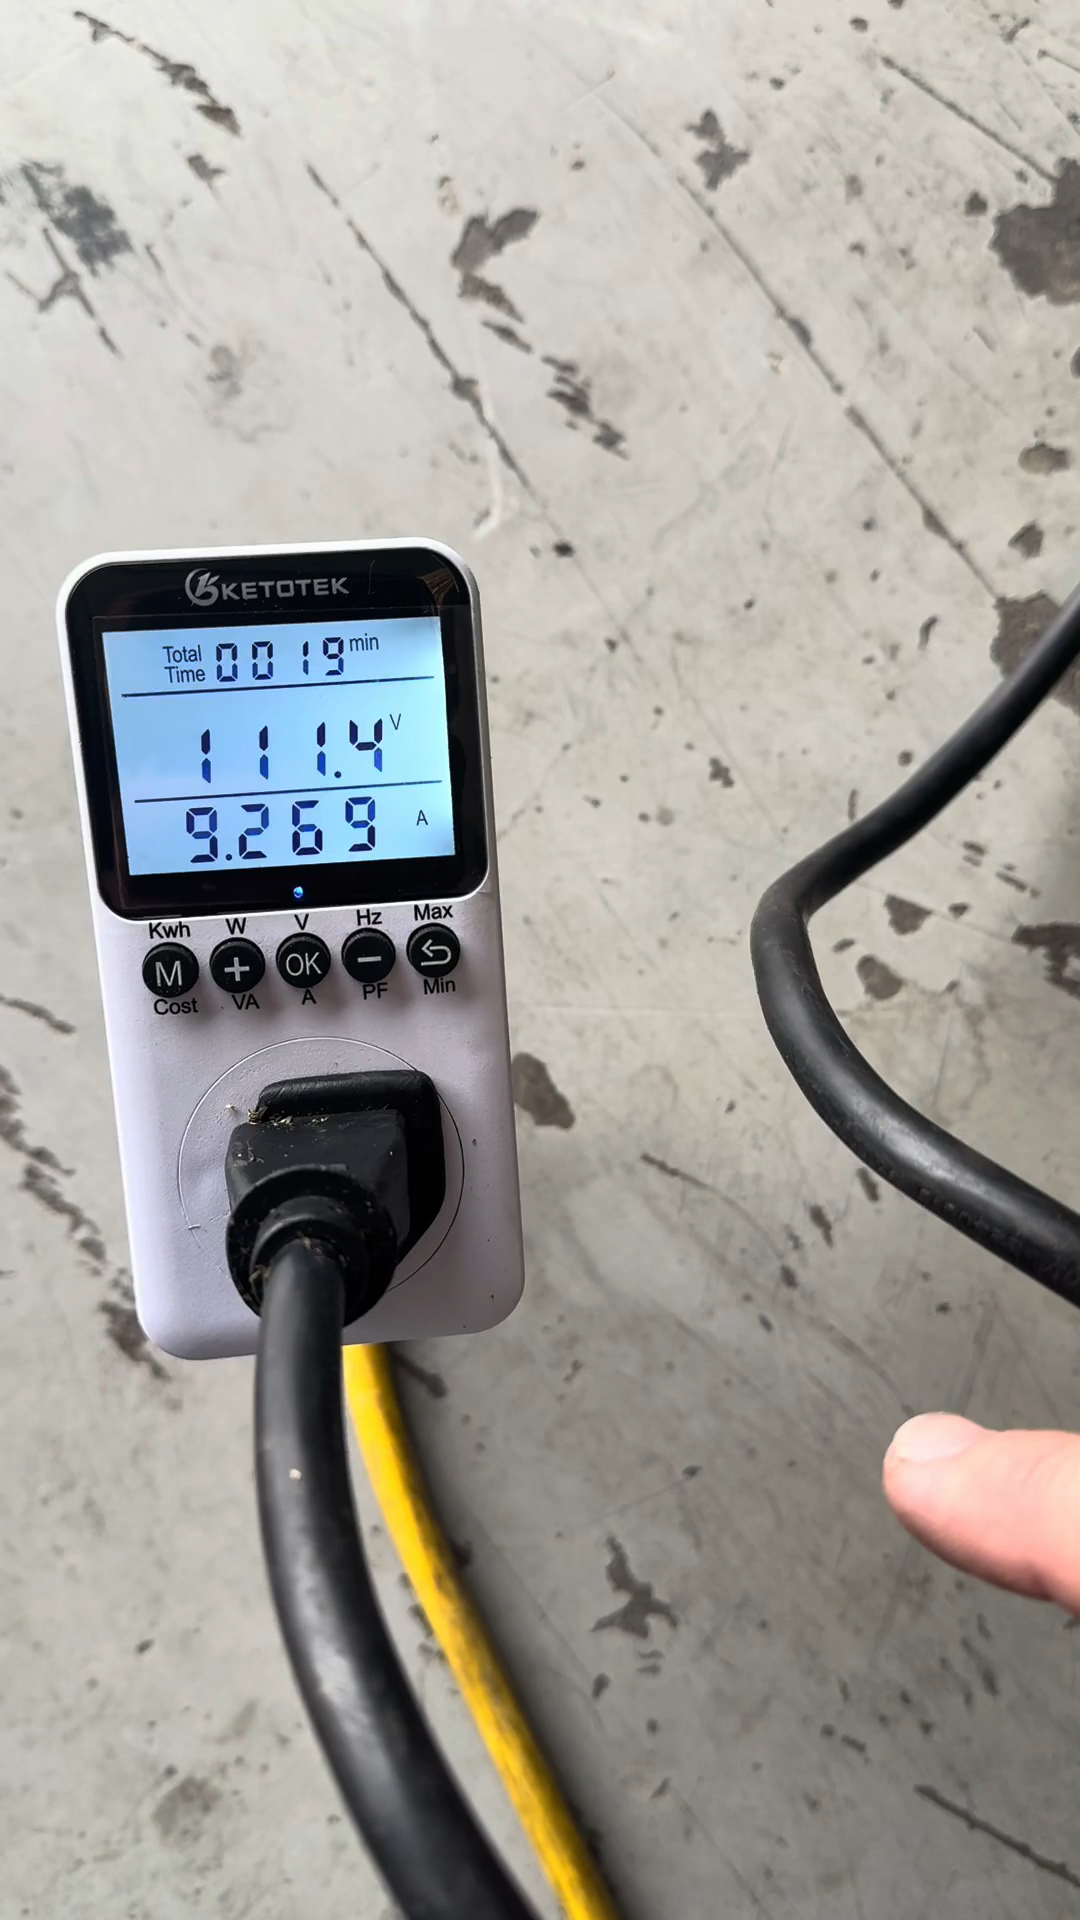 KETOTEK
Total Time 0019 min
111.4 V
9.269 A
Kwh W V Hz Max
M + OK −
Cost VA A PF Min